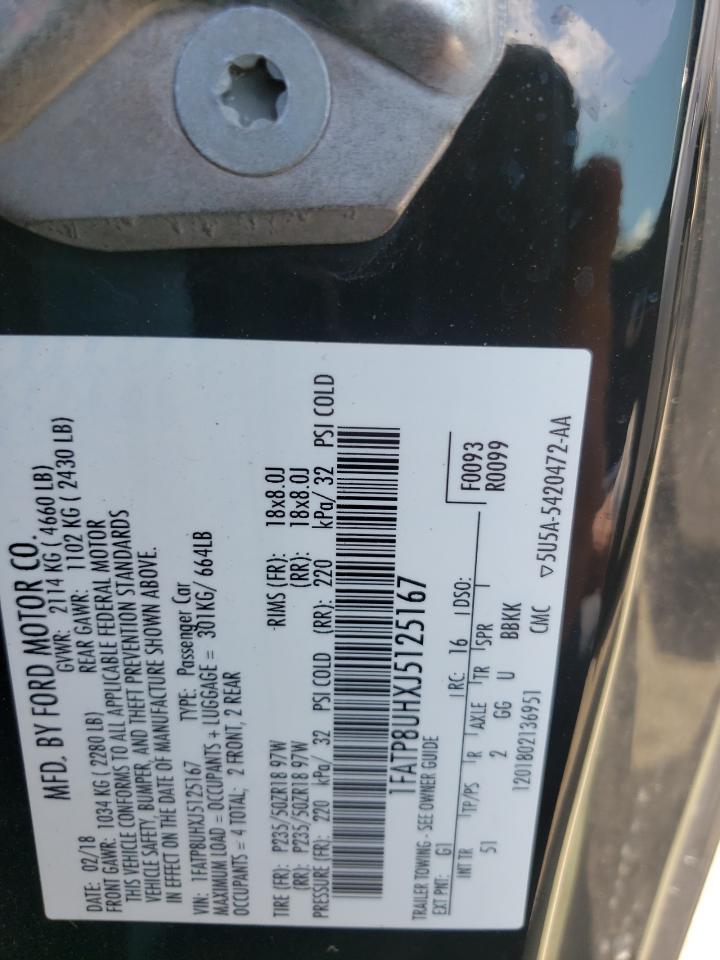 MFD. BY FORD MOTOR CO.
DATE: 02/18 GVWR: 2114 KG ( 4660 LB)
FRONT GAWR: 1034 KG ( 2280 LB) REAR GAWR: 1102 KG ( 2430 LB)
THIS VEHICLE CONFORMS TO ALL APPLICABLE FEDERAL MOTOR
VEHICLE SAFETY, BUMPER, AND THEFT PREVENTION STANDARDS
IN EFFECT ON THE DATE OF MANUFACTURE SHOWN ABOVE.
VIN: 1FATP8UHXJ5125167 TYPE: Passenger Car
MAXIMUM LOAD = OCCUPANTS + LUGGAGE = 301KG/ 664LB
OCCUPANTS = 4 TOTAL; 2 FRONT, 2 REAR
TIRE (FR): P235/50ZR18 97W RIMS (FR): 18x8.0J
(RR): P235/50ZR18 97W (RR): 18x8.0J
PRESSURE (FR): 220 kPa/ 32 PSI COLD (RR): 220 kPa/ 32 PSI COLD
1FATP8UHXJ5125167
TRAILER TOWING - SEE OWNER GUIDE
EXT PNT: G1 RC: 16 DSO: F0093
R0099
INT TR TP/PS R AXLE TR SPR
51 2 GG U BBKK
1201802136951 CMC ▽5U5A-5420472-AA